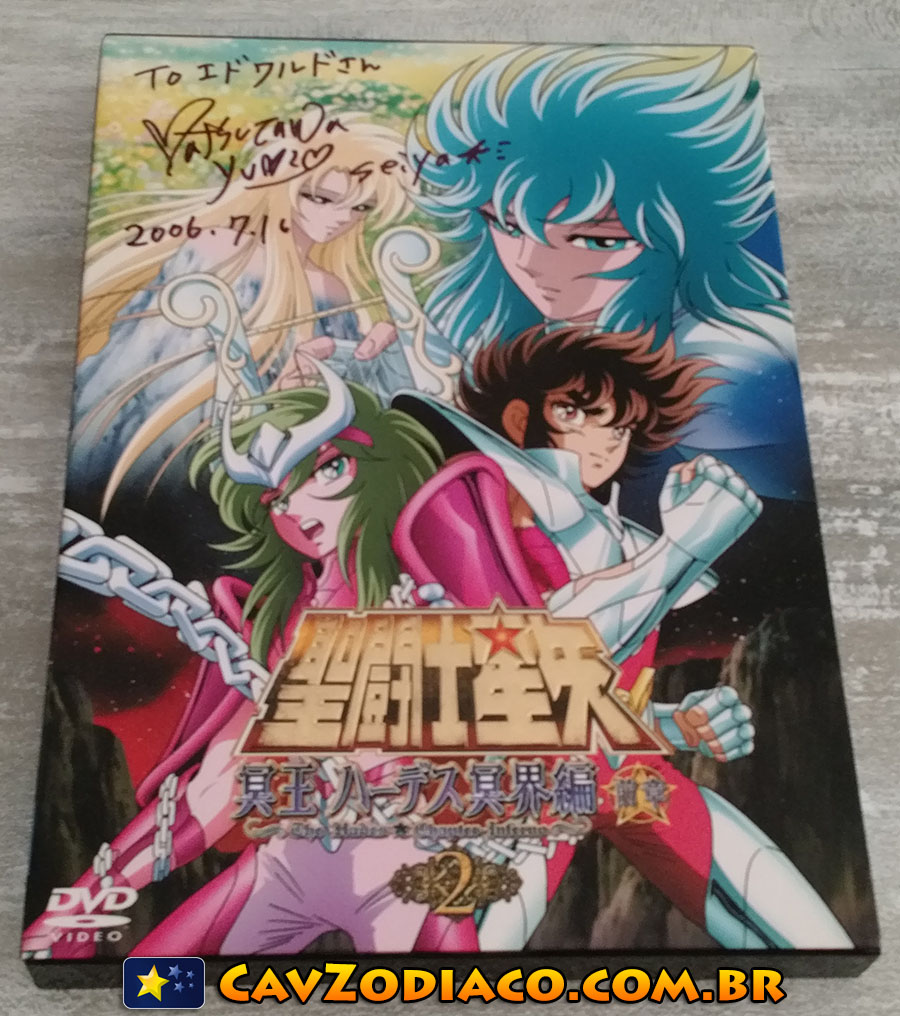 To エドワルドさん
Matsuzawa
Yumi
seiya
2006.7.16
聖闘士星矢
冥王 ハーデス冥界編 前章
The Hades Chapter Inferno
2
DVD
VIDEO
CavZodiaco.com.br